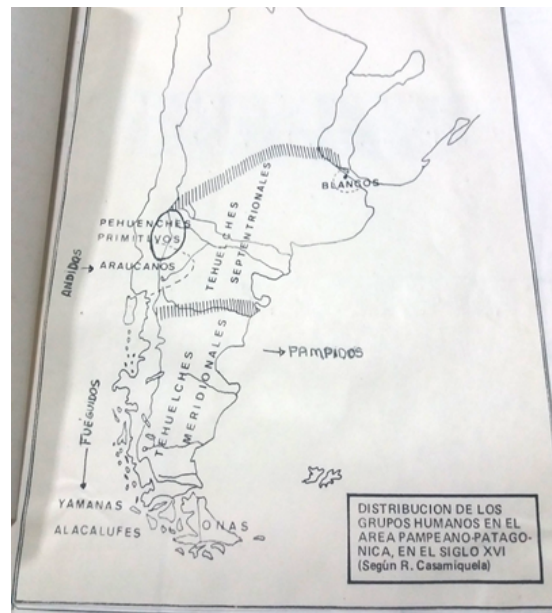 BLANCOS
PEHUENCHES
PRIMITIVOS
TEHUELCHES
SEPTENTRIONALES
ANDIDOS
ARAUCANOS
TEHUELCHES
MERIDIONALES
PAMPIDOS
FUÉGUIDOS
YAMANAS
ALACALUFES
ONAS
DISTRIBUCION DE LOS
GRUPOS HUMANOS EN EL
AREA PAMPEANO-PATAGO-
NICA, EN EL SIGLO XVI
(Según R. Casamiquela)